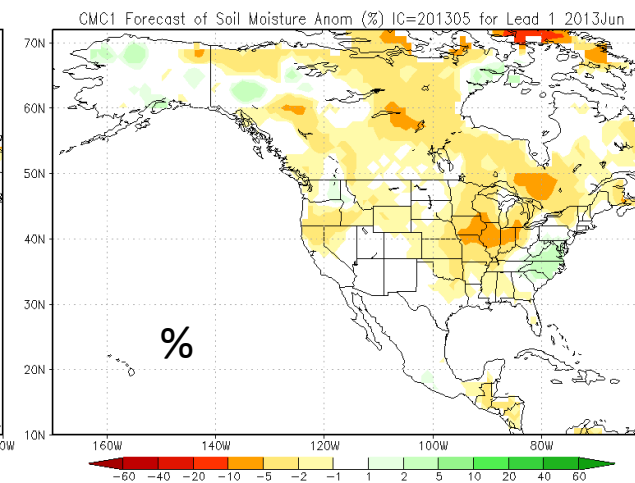 CMC1 Forecast of Soil Moisture Anom (%) IC=201305 for Lead 1 2013Jun
70N
60N
50N
40N
30N
%
20N
10N
0W
160W 140W 120W 100W 80W
−60 −40 −20 −10 −5 −2 −1 1 2 5 10 20 40 60